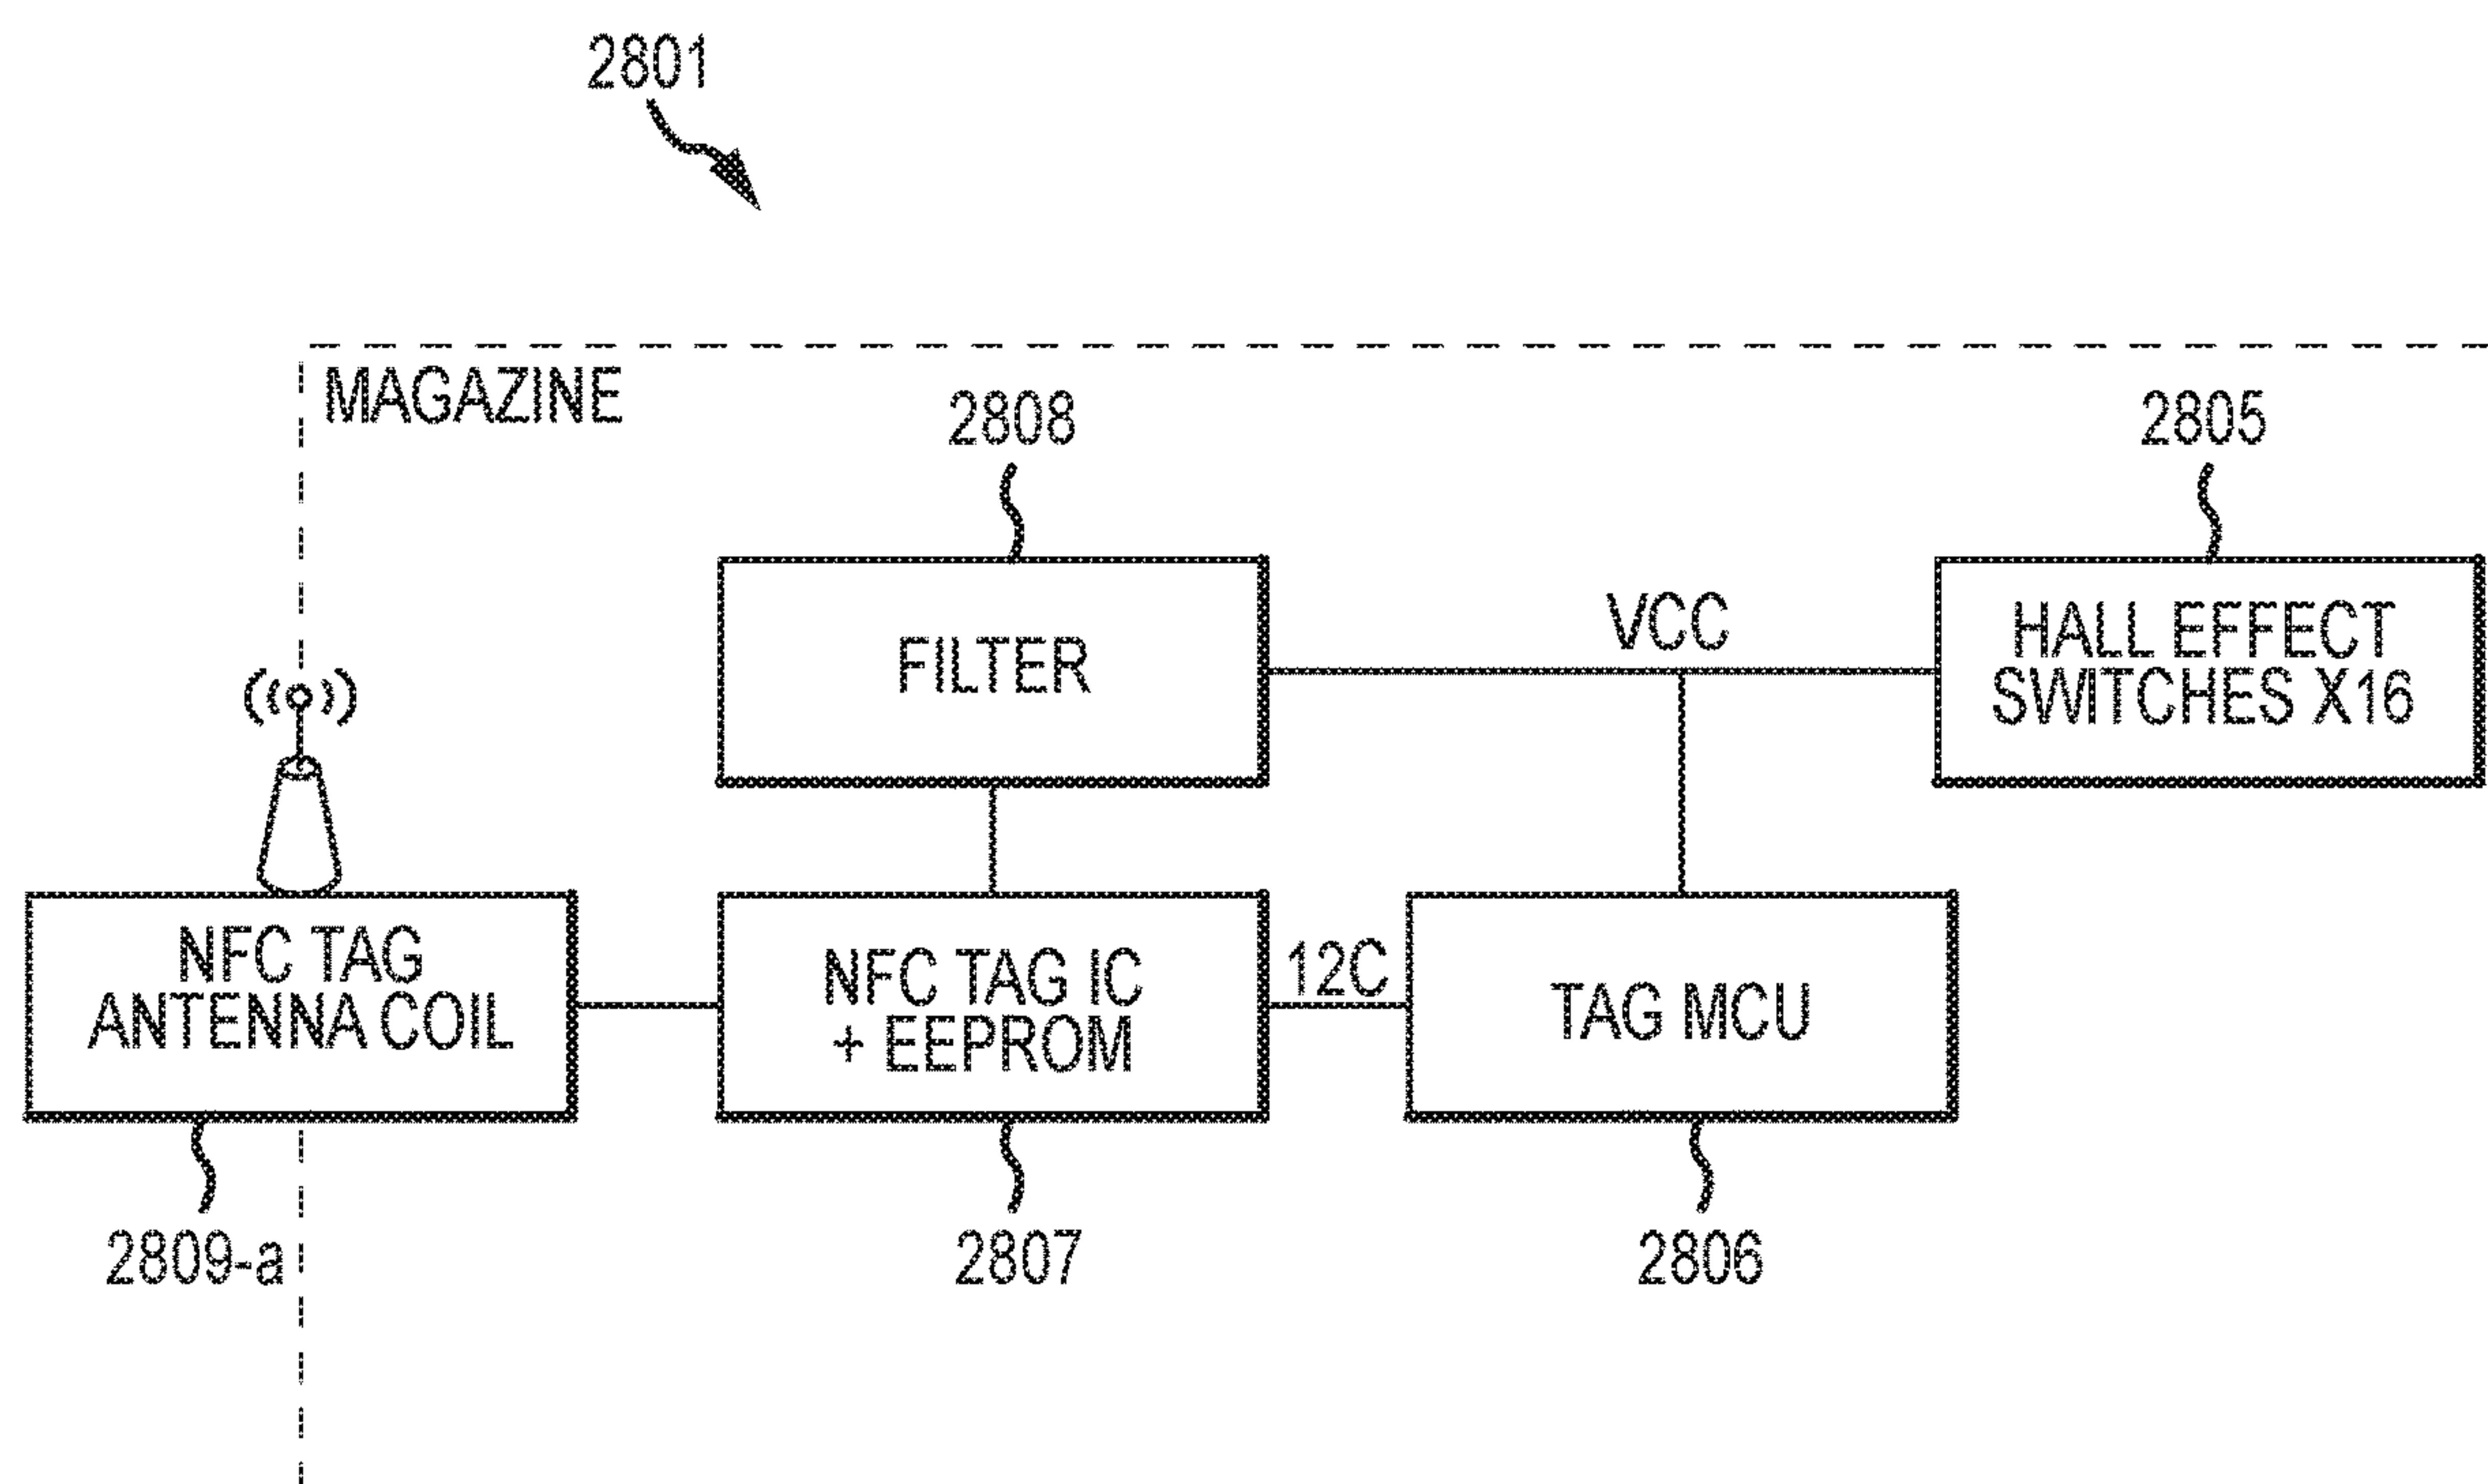 2801
MAGAZINE
2808
2805
FILTER
VCC
HALL EFFECT
SWITCHES X16
NFC TAG
ANTENNA COIL
NFC TAG IC
+ EEPROM
12C
TAG MCU
2809-a
2807
2806